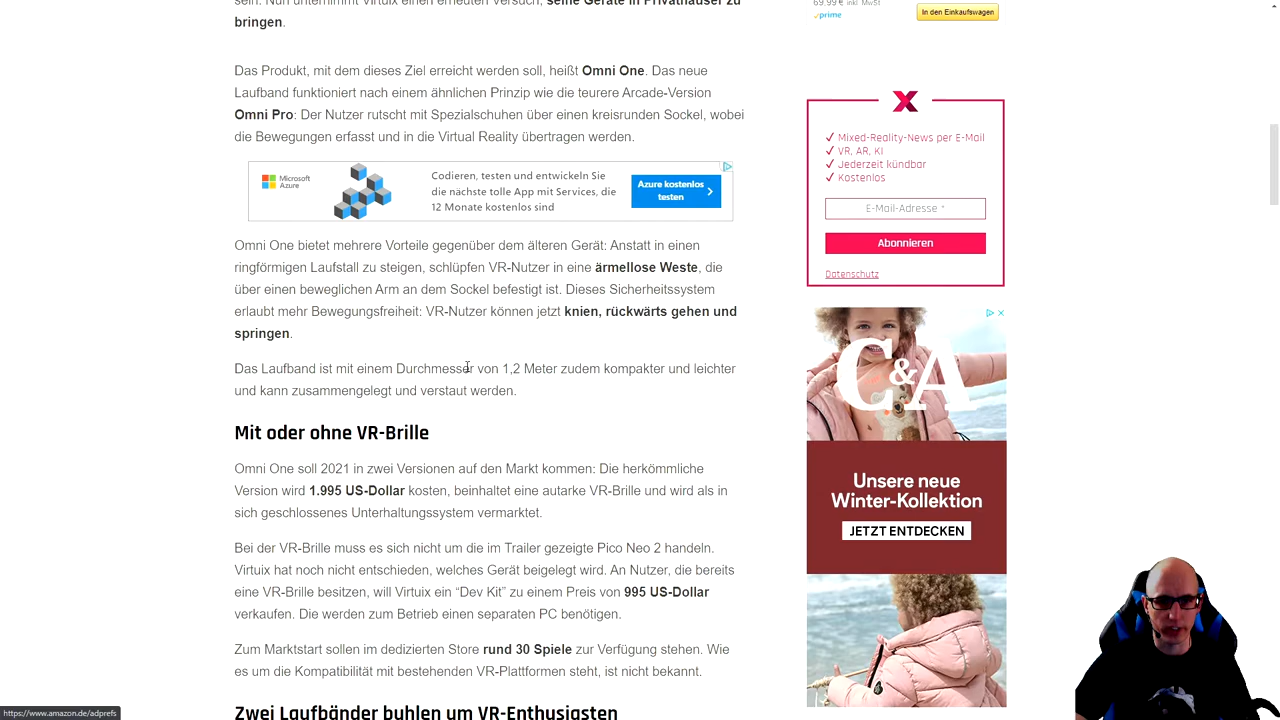 sein. Nun unternimmt Virtuix einen erneuten Versuch, seine Geräte in Privathäuser zu
bringen.
Das Produkt, mit dem dieses Ziel erreicht werden soll, heißt Omni One. Das neue
Laufband funktioniert nach einem ähnlichen Prinzip wie die teurere Arcade-Version
Omni Pro: Der Nutzer rutscht mit Spezialschuhen über einen kreisrunden Sockel, wobei
die Bewegungen erfasst und in die Virtual Reality übertragen werden.
Microsoft
Azure
Codieren, testen und entwickeln Sie
die nächste tolle App mit Services, die
12 Monate kostenlos sind
Azure kostenlos
testen
Omni One bietet mehrere Vorteile gegenüber dem älteren Gerät: Anstatt in einen
ringförmigen Laufstall zu steigen, schlüpfen VR-Nutzer in eine ärmellose Weste, die
über einen beweglichen Arm an dem Sockel befestigt ist. Dieses Sicherheitssystem
erlaubt mehr Bewegungsfreiheit: VR-Nutzer können jetzt knien, rückwärts gehen und
springen.
Das Laufband ist mit einem Durchmesser von 1,2 Meter zudem kompakter und leichter
und kann zusammengelegt und verstaut werden.
Mit oder ohne VR-Brille
Omni One soll 2021 in zwei Versionen auf den Markt kommen: Die herkömmliche
Version wird 1.995 US-Dollar kosten, beinhaltet eine autarke VR-Brille und wird als in
sich geschlossenes Unterhaltungssystem vermarktet.
Bei der VR-Brille muss es sich nicht um die im Trailer gezeigte Pico Neo 2 handeln.
Virtuix hat noch nicht entschieden, welches Gerät beigelegt wird. An Nutzer, die bereits
eine VR-Brille besitzen, will Virtuix ein “Dev Kit” zu einem Preis von 995 US-Dollar
verkaufen. Die werden zum Betrieb einen separaten PC benötigen.
Zum Marktstart sollen im dedizierten Store rund 30 Spiele zur Verfügung stehen. Wie
es um die Kompatibilität mit bestehenden VR-Plattformen steht, ist nicht bekannt.
Zwei Laufbänder buhlen um VR-Enthusiasten
69,99 € inkl. MwSt
prime
In den Einkaufswagen
X
✓ Mixed-Reality-News per E-Mail
✓ VR, AR, KI
✓ Jederzeit kündbar
✓ Kostenlos
E-Mail-Adresse *
Abonnieren
Datenschutz
C&A
Unsere neue
Winter-Kollektion
JETZT ENTDECKEN
https://www.amazon.de/adprefs